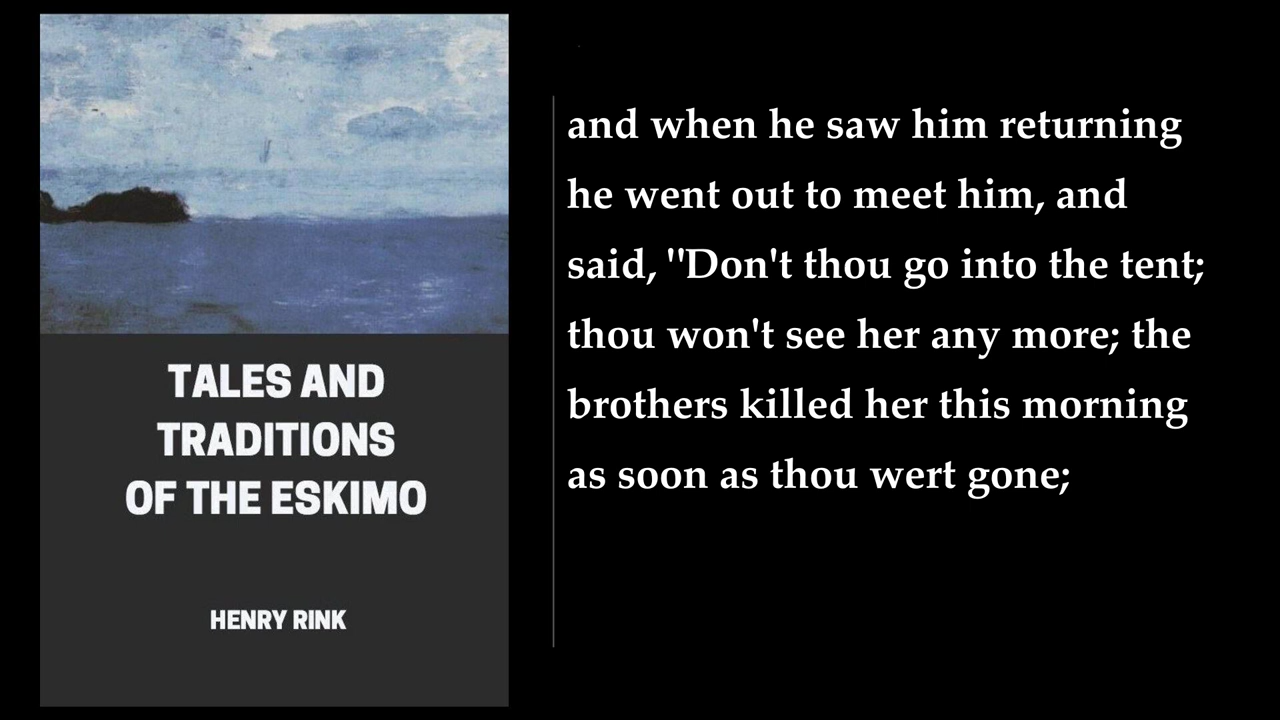 TALES AND
TRADITIONS
OF THE ESKIMO
HENRY RINK
and when he saw him returning
he went out to meet him, and
said, "Don't thou go into the tent;
thou won't see her any more; the
brothers killed her this morning
as soon as thou wert gone;